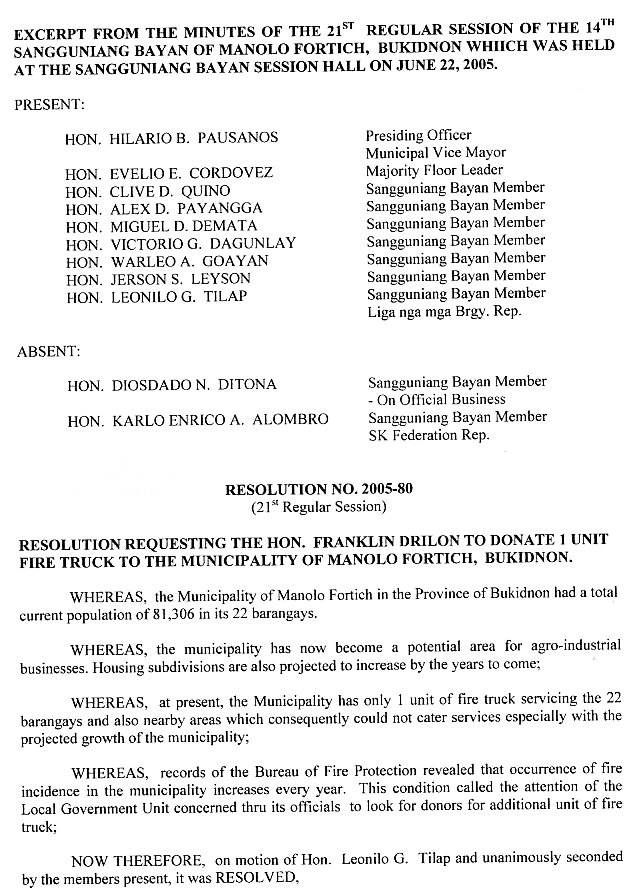 EXCERPT FROM THE MINUTES OF THE 21ST REGULAR SESSION OF THE 14TH
SANGGUNIANG BAYAN OF MANOLO FORTICH, BUKIDNON WHIICH WAS HELD
AT THE SANGGUNIANG BAYAN SESSION HALL ON JUNE 22, 2005.
PRESENT:
HON. HILARIO B. PAUSANOS Presiding Officer
Municipal Vice Mayor
HON. EVELIO E. CORDOVEZ Majority Floor Leader
HON. CLIVE D. QUINO Sangguniang Bayan Member
HON. ALEX D. PAYANGGA Sangguniang Bayan Member
HON. MIGUEL D. DEMATA Sangguniang Bayan Member
HON. VICTORIO G. DAGUNLAY Sangguniang Bayan Member
HON. WARLEO A. GOAYAN Sangguniang Bayan Member
HON. JERSON S. LEYSON Sangguniang Bayan Member
HON. LEONILO G. TILAP Sangguniang Bayan Member
Liga nga mga Brgy. Rep.
ABSENT:
HON. DIOSDADO N. DITONA Sangguniang Bayan Member
- On Official Business
HON. KARLO ENRICO A. ALOMBRO Sangguniang Bayan Member
SK Federation Rep.
RESOLUTION NO. 2005-80
(21st Regular Session)
RESOLUTION REQUESTING THE HON. FRANKLIN DRILON TO DONATE 1 UNIT
FIRE TRUCK TO THE MUNICIPALITY OF MANOLO FORTICH, BUKIDNON.
WHEREAS, the Municipality of Manolo Fortich in the Province of Bukidnon had a total
current population of 81,306 in its 22 barangays.
WHEREAS, the municipality has now become a potential area for agro-industrial
businesses. Housing subdivisions are also projected to increase by the years to come;
WHEREAS, at present, the Municipality has only 1 unit of fire truck servicing the 22
barangays and also nearby areas which consequently could not cater services especially with the
projected growth of the municipality;
WHEREAS, records of the Bureau of Fire Protection revealed that occurrence of fire
incidence in the municipality increases every year. This condition called the attention of the
Local Government Unit concerned thru its officials to look for donors for additional unit of fire
truck;
NOW THEREFORE, on motion of Hon. Leonilo G. Tilap and unanimously seconded
by the members present, it was RESOLVED,